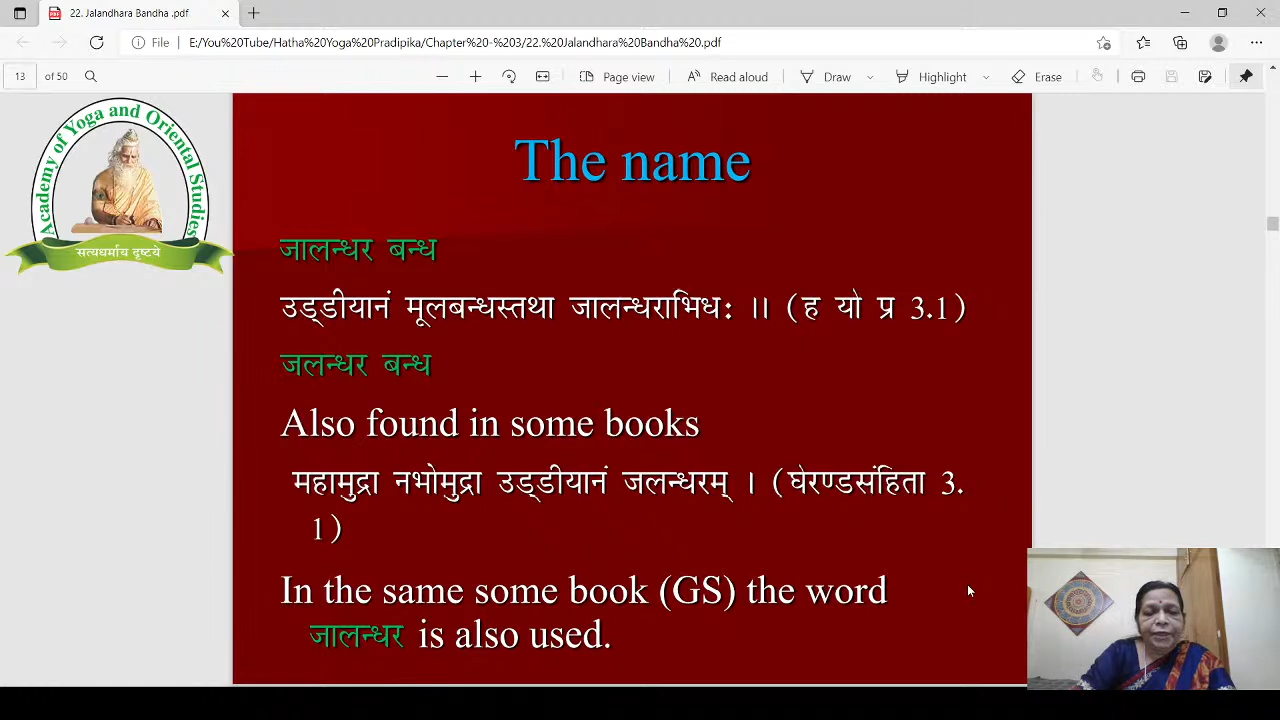 22. Jalandhara Bandha .pdf
File E:/You%20Tube/Hatha%20Yoga%20Pradipika/Chapter%20-%203/22.%20Jalandhara%20Bandha%20.pdf
13 of 50 Page view Read aloud Draw Highlight Erase
Academy of Yoga and Oriental Studies
सत्यधर्माय दृष्टये
The name
जालन्धर बन्ध
उड्डीयानं मूलबन्धस्तथा जालन्धराभिधः ।। (ह यो प्र 3.1)
जलन्धर बन्ध
Also found in some books
महामुद्रा नभोमुद्रा उड्डीयानं जलन्धरम् । (घेरण्डसंहिता 3.
1)
In the same some book (GS) the word
जालन्धर is also used.